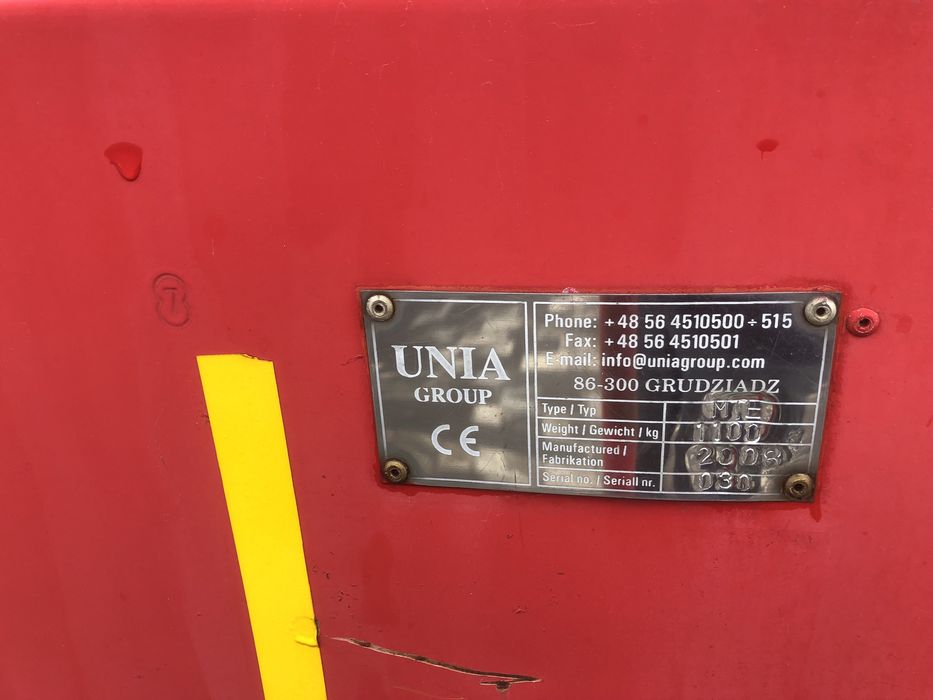 UNIA
GROUP
CE
Phone: +48 56 4510500 ÷ 515
Fax: +48 56 4510501
E-mail: info@uniagroup.com
86-300 GRUDZIADZ
Type / Typ MTE
Weight / Gewicht / kg 1100
Manufactured / Fabrikation 2008
Serial no. / Seriall nr. 030